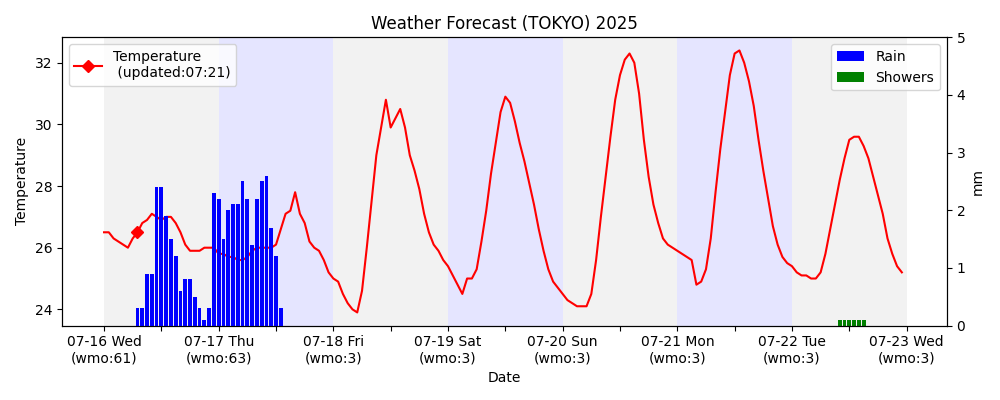 Weather Forecast (TOKYO) 2025
Temperature
(updated:07:21)
Rain
Showers
Temperature
32
30
28
26
24
5
4
3
2
1
0
mm
07-16 Wed
(wmo:61)
07-17 Thu
(wmo:63)
07-18 Fri
(wmo:3)
07-19 Sat
(wmo:3)
07-20 Sun
(wmo:3)
07-21 Mon
(wmo:3)
07-22 Tue
(wmo:3)
07-23 Wed
(wmo:3)
Date